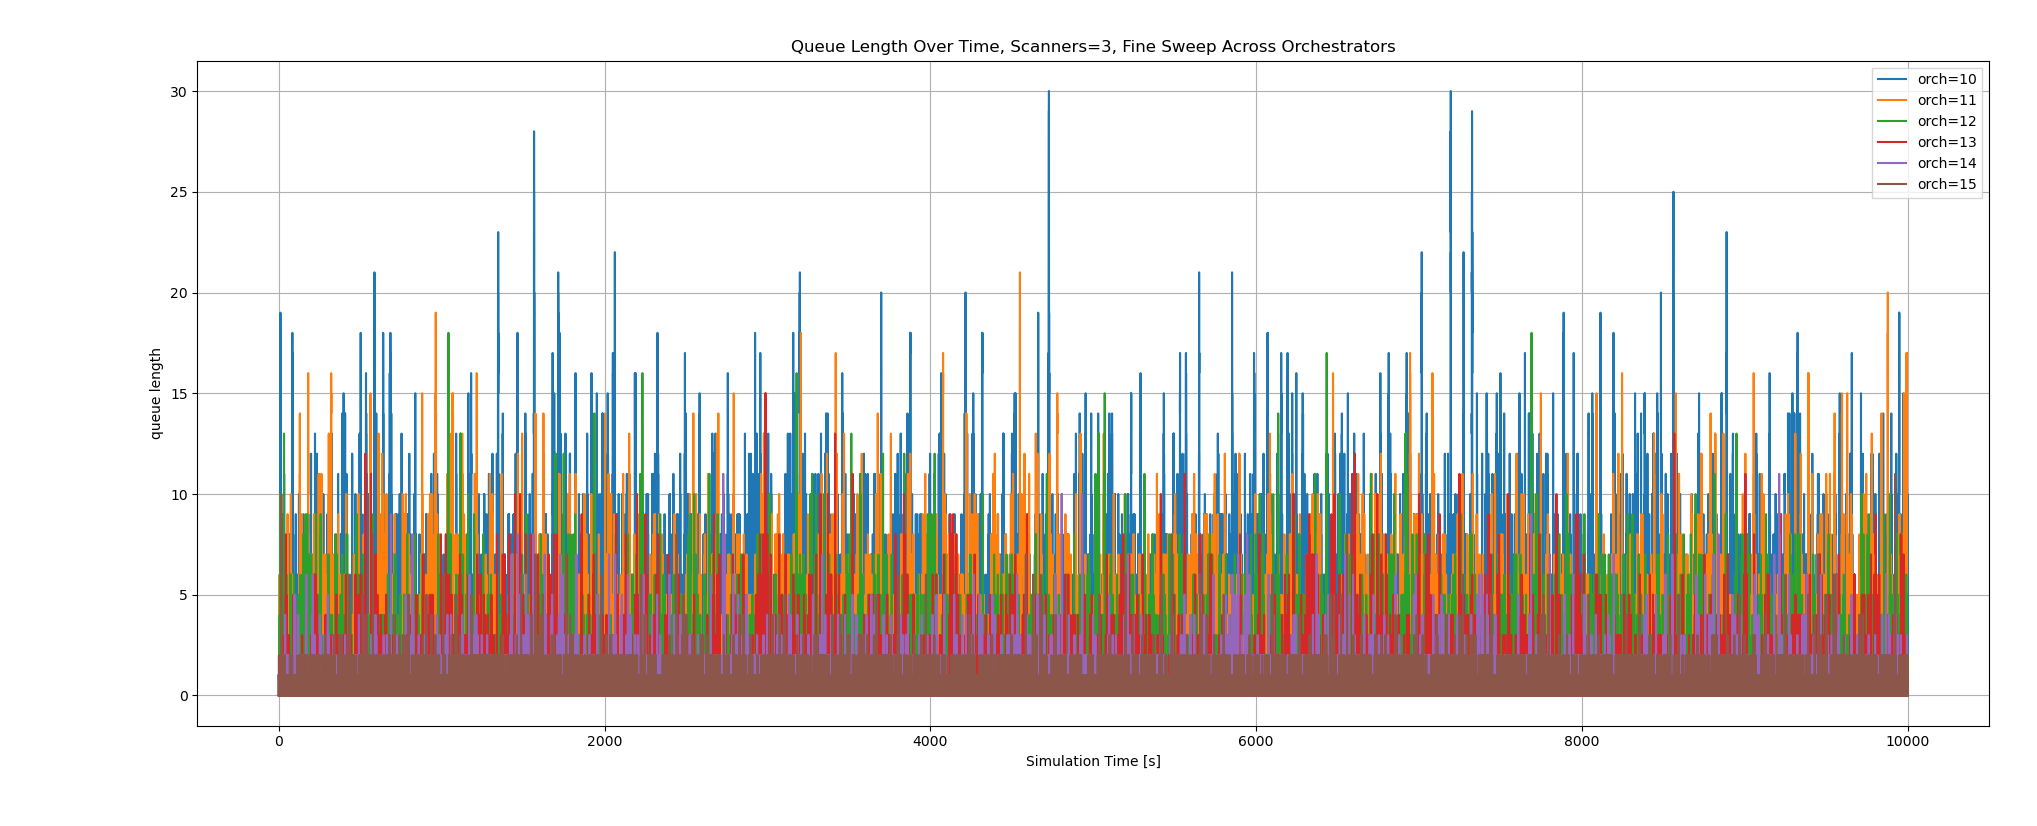 Queue Length Over Time, Scanners=3, Fine Sweep Across Orchestrators
30
25
20
15
10
5
0
queue length
0 2000 4000 6000 8000 10000
Simulation Time [s]
orch=10
orch=11
orch=12
orch=13
orch=14
orch=15